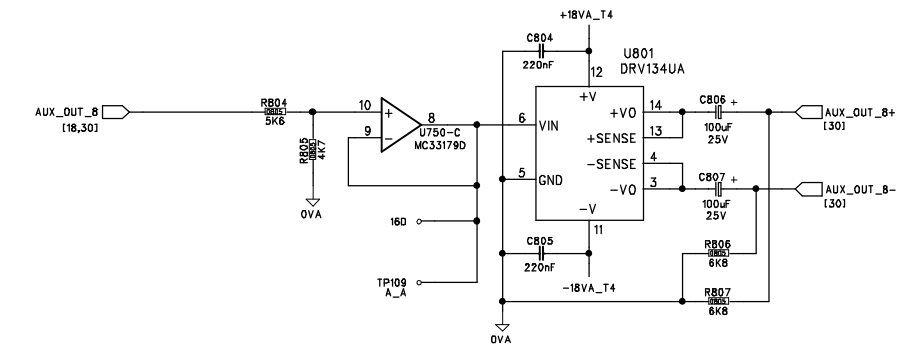 +18VA_T4
C804
220nF
U801
DRV134UA
12
+V
AUX_OUT_8
[18,30]
R804
0805
5K6
10
+
9
-
8
U750-C
MC33179D
R805
0805
4K7
0VA
6
VIN
5
GND
+VO
14
+SENSE
13
-SENSE
4
-VO
3
-V
11
C806
+
100uF
25V
AUX_OUT_8+
[30]
C807
+
100uF
25V
AUX_OUT_8-
[30]
16D
TP109
A_A
C805
220nF
-18VA_T4
R806
0805
6K8
R807
0805
6K8
0VA